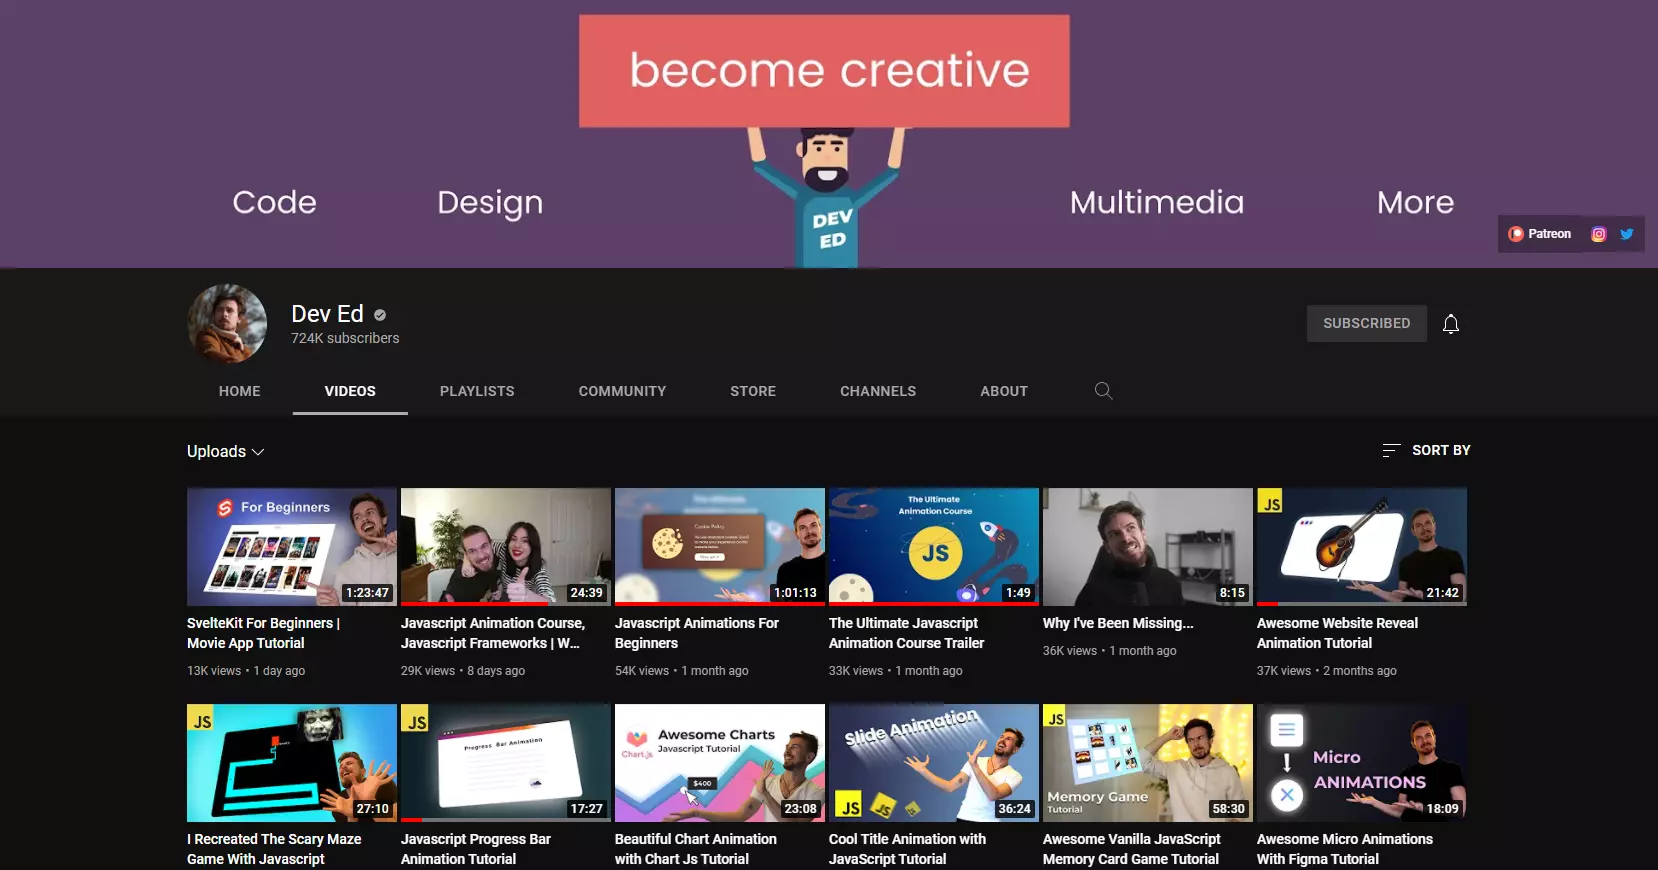 become creative
Code
Design
Multimedia
More
DEV
ED
Patreon
Dev Ed
724K subscribers
SUBSCRIBED
HOME
VIDEOS
PLAYLISTS
COMMUNITY
STORE
CHANNELS
ABOUT
Uploads
SORT BY
For Beginners
1:23:47
SvelteKit For Beginners |
Movie App Tutorial
13K views • 1 day ago
24:39
Javascript Animation Course,
Javascript Frameworks | W...
29K views • 8 days ago
The Ultimate
Animation Course
Cookie Policy
1:01:13
Javascript Animations For
Beginners
54K views • 1 month ago
The Ultimate
Animation Course
JS
1:49
The Ultimate Javascript
Animation Course Trailer
33K views • 1 month ago
8:15
Why I've Been Missing...
36K views • 1 month ago
JS
21:42
Awesome Website Reveal
Animation Tutorial
37K views • 2 months ago
JS
27:10
I Recreated The Scary Maze
Game With Javascript
JS
Progress Bar Animation
17:27
Javascript Progress Bar
Animation Tutorial
Chart.js
Awesome Charts
Javascript Tutorial
$400
23:08
Beautiful Chart Animation
with Chart Js Tutorial
Slide Animation
JS
JS
JS
36:24
Cool Title Animation with
JavaScript Tutorial
JS
Memory Game
Tutorial
58:30
Awesome Vanilla JavaScript
Memory Card Game Tutorial
Micro
ANIMATIONS
18:09
Awesome Micro Animations
With Figma Tutorial